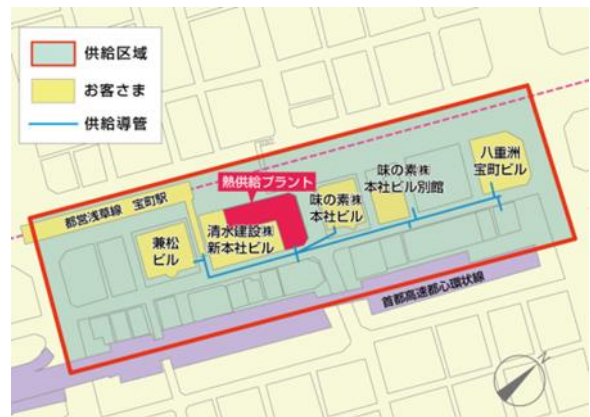 供給区域
お客さま
供給導管
熱供給プラント
都営浅草線 宝町駅
兼松
ビル
清水建設㈱
新本社ビル
味の素㈱
本社ビル
味の素㈱
本社ビル別館
八重洲
宝町ビル
首都高速都心環状線
N